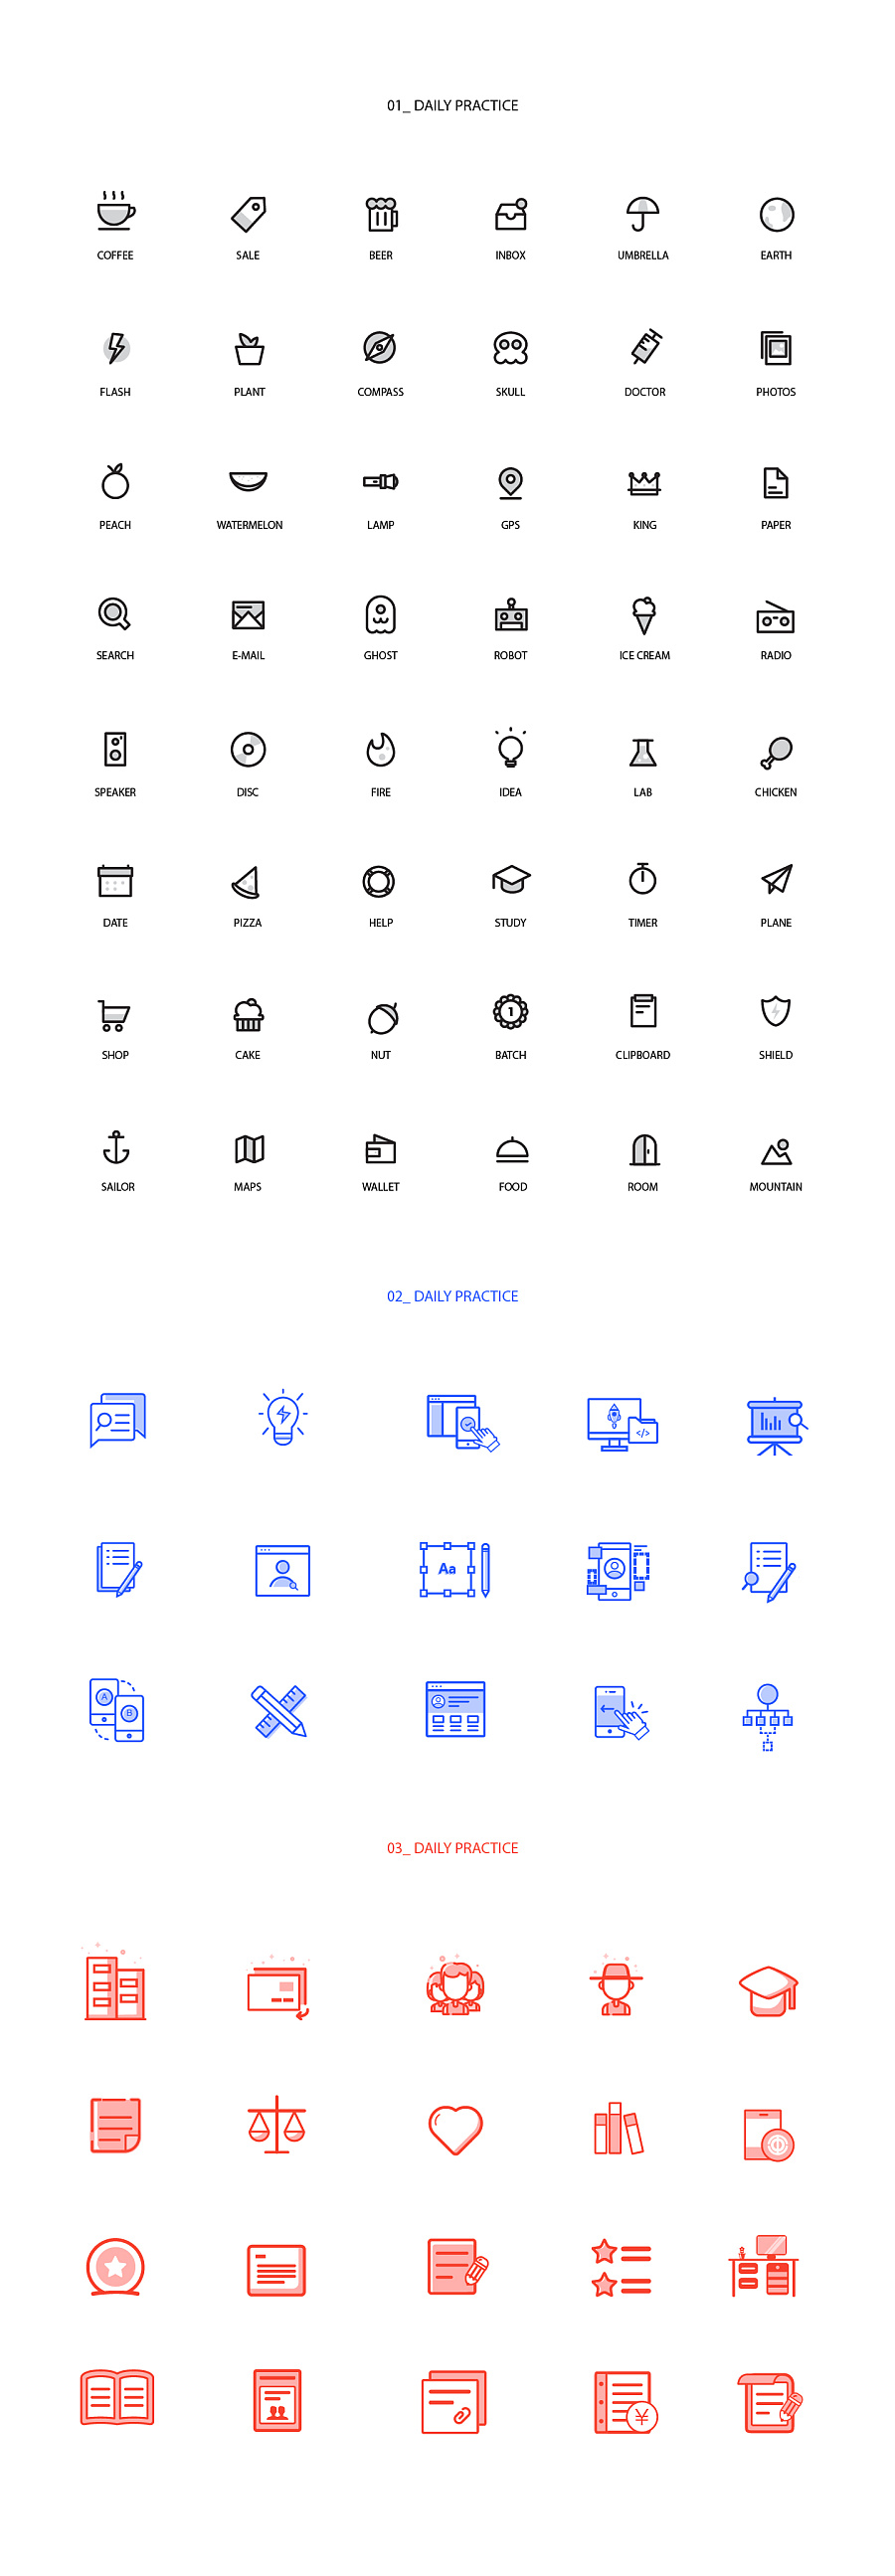 01_ DAILY PRACTICE
COFFEE SALE BEER INBOX UMBRELLA EARTH
FLASH PLANT COMPASS SKULL DOCTOR PHOTOS
PEACH WATERMELON LAMP GPS KING PAPER
SEARCH E-MAIL GHOST ROBOT ICE CREAM RADIO
SPEAKER DISC FIRE IDEA LAB CHICKEN
DATE PIZZA HELP STUDY TIMER PLANE
1
SHOP CAKE NUT BATCH CLIPBOARD SHIELD
SAILOR MAPS WALLET FOOD ROOM MOUNTAIN
02_ DAILY PRACTICE
</>
Aa
A
B
03_ DAILY PRACTICE
¥